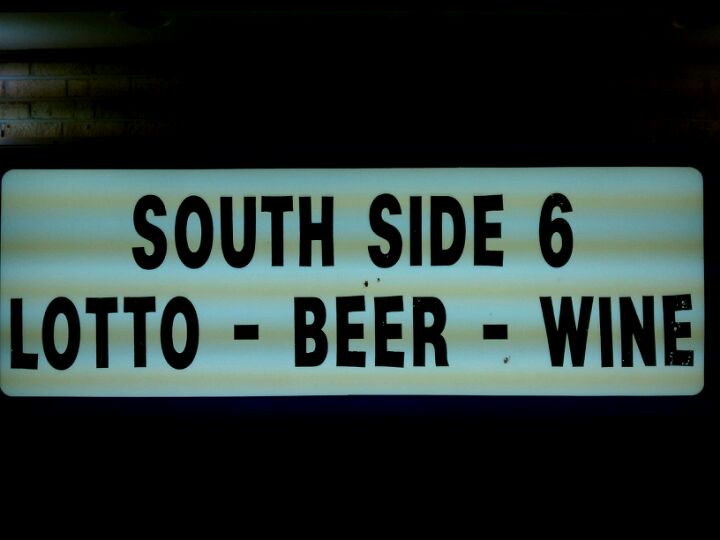 SOUTH SIDE 6
LOTTO - BEER - WINE